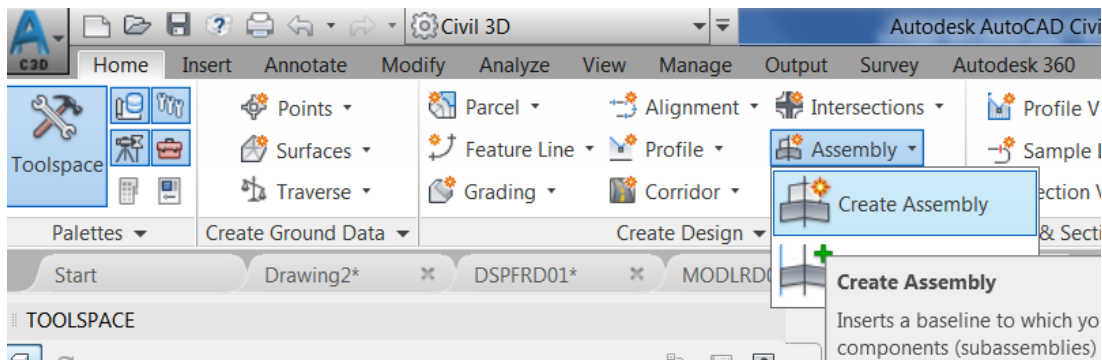 Civil 3D
Autodesk AutoCAD Civi
C3D
Home Insert Annotate Modify Analyze View Manage Output Survey Autodesk 360
Points Parcel Alignment Intersections Profile V
Toolspace Surfaces Feature Line Profile Assembly Sample
Traverse Grading Corridor Create Assembly ection
Palettes Create Ground Data Create Design & Secti
Start Drawing2* DSPFRD01* MODLRD
Create Assembly
TOOLSPACE
Inserts a baseline to which yo
components (subassemblies)